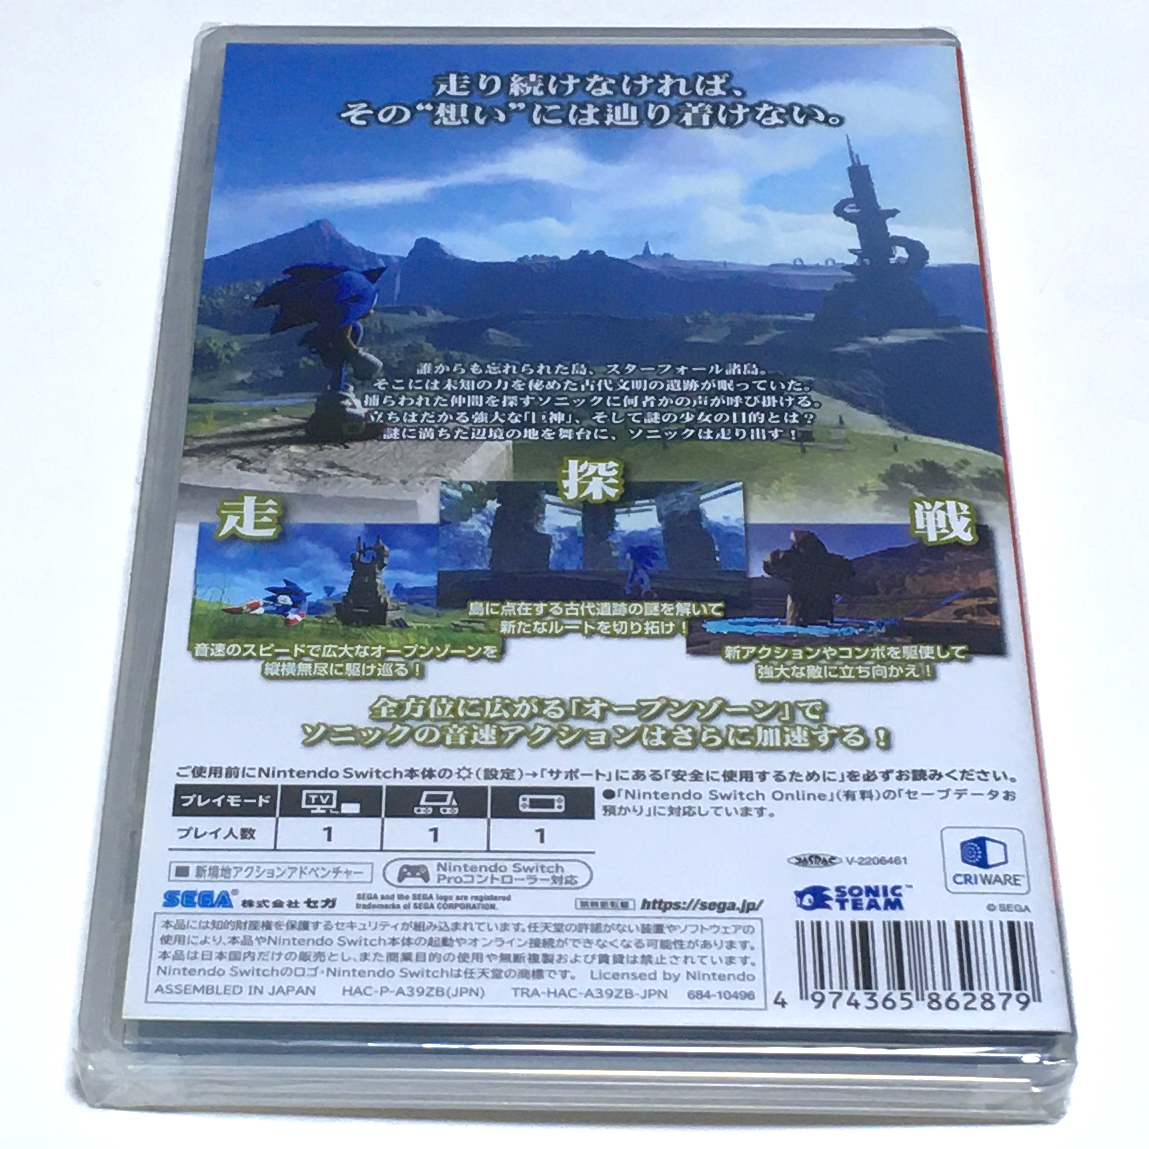 走り続けなければ、
その“想い”には辿り着けない。
誰からも忘れられた島、スターフォール諸島。
そこには未知の力を秘めた古代文明の遺跡が眠っていた。
捕らわれた仲間を探すソニックに何者かの声が呼び掛ける。
立ちはだかる強大な「巨神」、そして謎の少女の目的とは？
謎に満ちた辺境の地を舞台に、ソニックは走り出す！
走
探
戦
音速のスピードで広大なオープンゾーンを
縦横無尽に駆け巡る！
島に点在する古代遺跡の謎を解いて
新たなルートを切り拓け！
新アクションやコンボを駆使して
強大な敵に立ち向かえ！
全方位に広がる「オープンゾーン」で
ソニックの音速アクションはさらに加速する！
ご使用前にNintendo Switch本体の(設定)→「サポート」にある「安全に使用するために」を必ずお読みください。
プレイモード TV
プレイ人数 1 1 1
●「Nintendo Switch Online」(有料)の「セーブデータお
預かり」に対応しています。
■ 新境地アクションアドベンチャー
Nintendo Switch
Proコントローラー対応
JASRAC V-2206461
CRIWARE™
SEGA® 株式会社セガ
SEGA and the SEGA logo are registered
trademarks of SEGA CORPORATION.
禁無断転載 https://sega.jp/
SONIC TEAM™
©SEGA
本品には知的財産権を保護するセキュリティが組み込まれています。任天堂の許諾がない装置やソフトウェアの
使用により、本品やNintendo Switch本体の起動やオンライン接続ができなくなる可能性があります。
本品は日本国内だけの販売とし、また商業目的の使用や無断複製および賃貸は禁止されています。
Nintendo Switchのロゴ・Nintendo Switchは任天堂の商標です。 Licensed by Nintendo
ASSEMBLED IN JAPAN HAC-P-A39ZB(JPN) TRA-HAC-A39ZB-JPN 684-10496
4 974365 862879